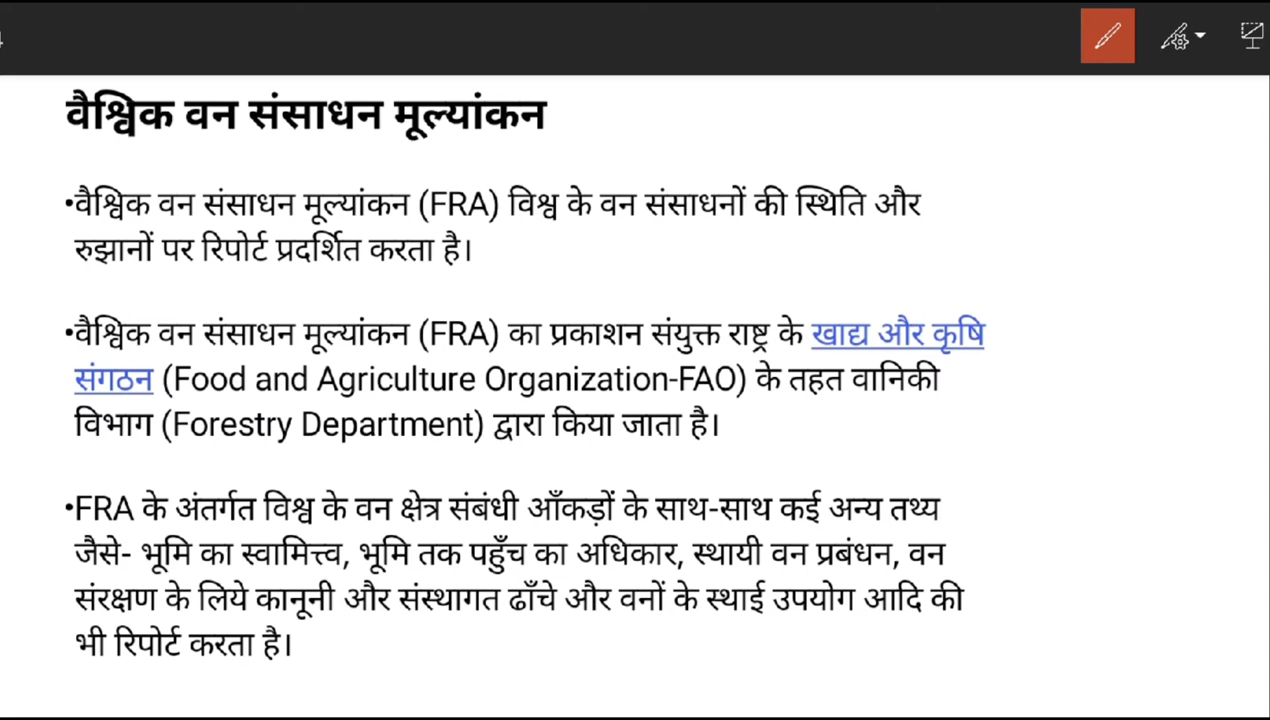 वैश्विक वन संसाधन मूल्यांकन
•वैश्विक वन संसाधन मूल्यांकन (FRA) विश्व के वन संसाधनों की स्थिति और
रुझानों पर रिपोर्ट प्रदर्शित करता है।
•वैश्विक वन संसाधन मूल्यांकन (FRA) का प्रकाशन संयुक्त राष्ट्र के खाद्य और कृषि
संगठन (Food and Agriculture Organization-FAO) के तहत वानिकी
विभाग (Forestry Department) द्वारा किया जाता है।
•FRA के अंतर्गत विश्व के वन क्षेत्र संबंधी आँकड़ों के साथ-साथ कई अन्य तथ्य
जैसे- भूमि का स्वामित्त्व, भूमि तक पहुँच का अधिकार, स्थायी वन प्रबंधन, वन
संरक्षण के लिये कानूनी और संस्थागत ढाँचे और वनों के स्थाई उपयोग आदि की
भी रिपोर्ट करता है।